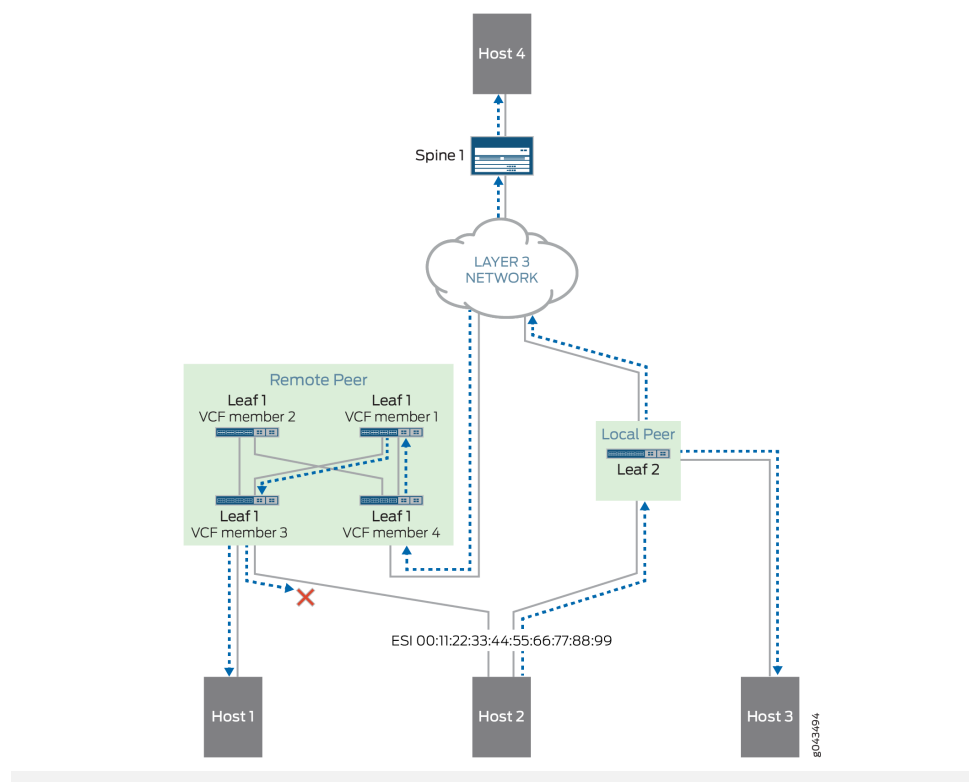 Host 4
Spine 1
LAYER 3
NETWORK
Remote Peer
Leaf 1
VCF member 2
Leaf 1
VCF member 1
Leaf 1
VCF member 3
Leaf 1
VCF member 4
Local Peer
Leaf 2
ESI 00:11:22:33:44:55:66:77:88:99
Host 1
Host 2
Host 3
g043494